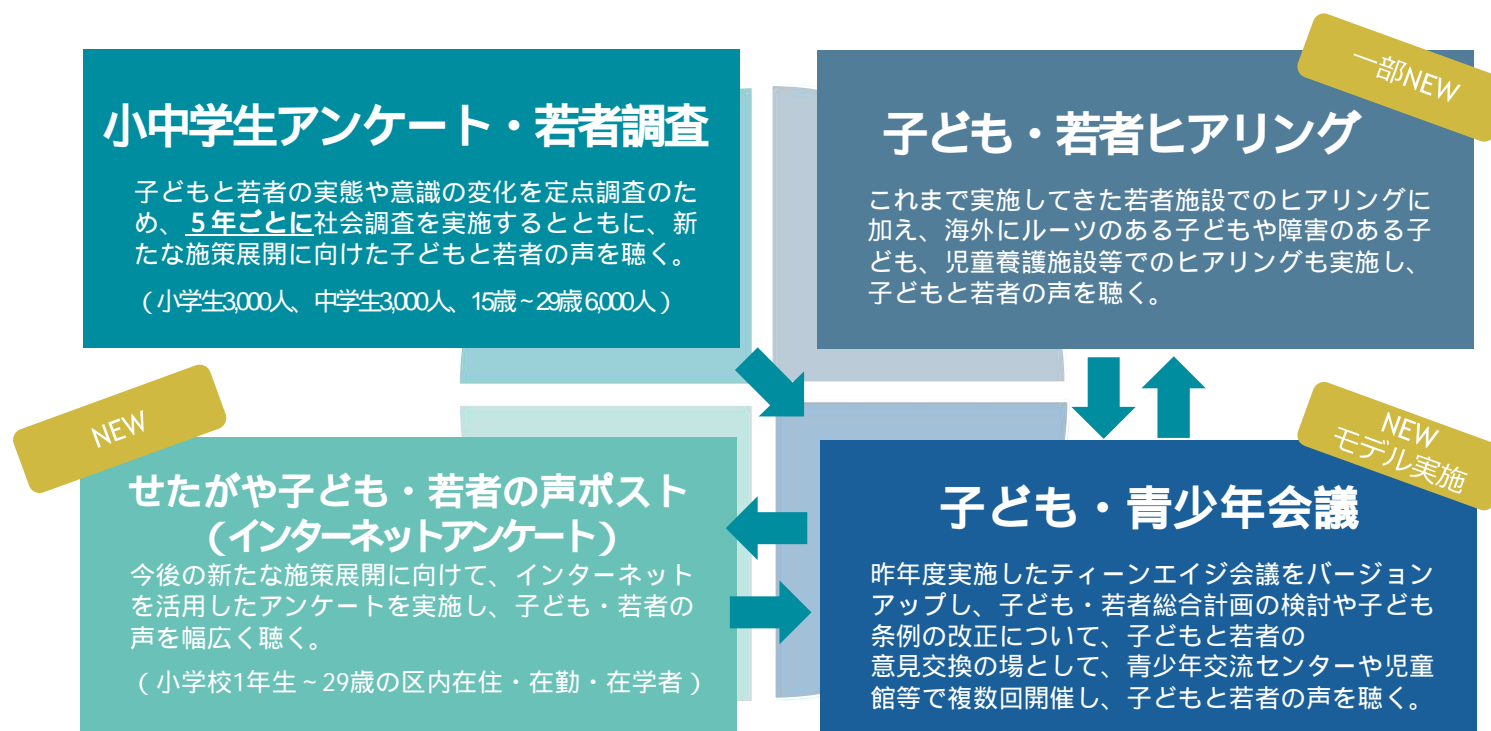 小中学生アンケート・若者調査
子どもと若者の実態や意識の変化を定点調査のた
め、５年ごとに社会調査を実施するとともに、新
たな施策展開に向けた子どもと若者の声を聴く。
（小学生3,000人、中学生3,000人、15歳~29歳6,000人）
一部NEW
子ども・若者ヒアリング
これまで実施してきた若者施設でのヒアリングに
加え、海外にルーツのある子どもや障害のある子
ども、児童養護施設等でのヒアリングも実施し、
子どもと若者の声を聴く。
NEW
せたがや子ども・若者の声ポスト
（インターネットアンケート）
今後の新たな施策展開に向けて、インターネット
を活用したアンケートを実施し、子ども・若者の
声を幅広く聴く。
（小学校1年生~29歳の区内在住・在勤・在学者）
NEW
モデル実施
子ども・青少年会議
昨年度実施したティーンエイジ会議をバージョン
アップし、子ども・若者総合計画の検討や子ども
条例の改正について、子どもと若者の
意見交換の場として、青少年交流センターや児童
館等で複数回開催し、子どもと若者の声を聴く。